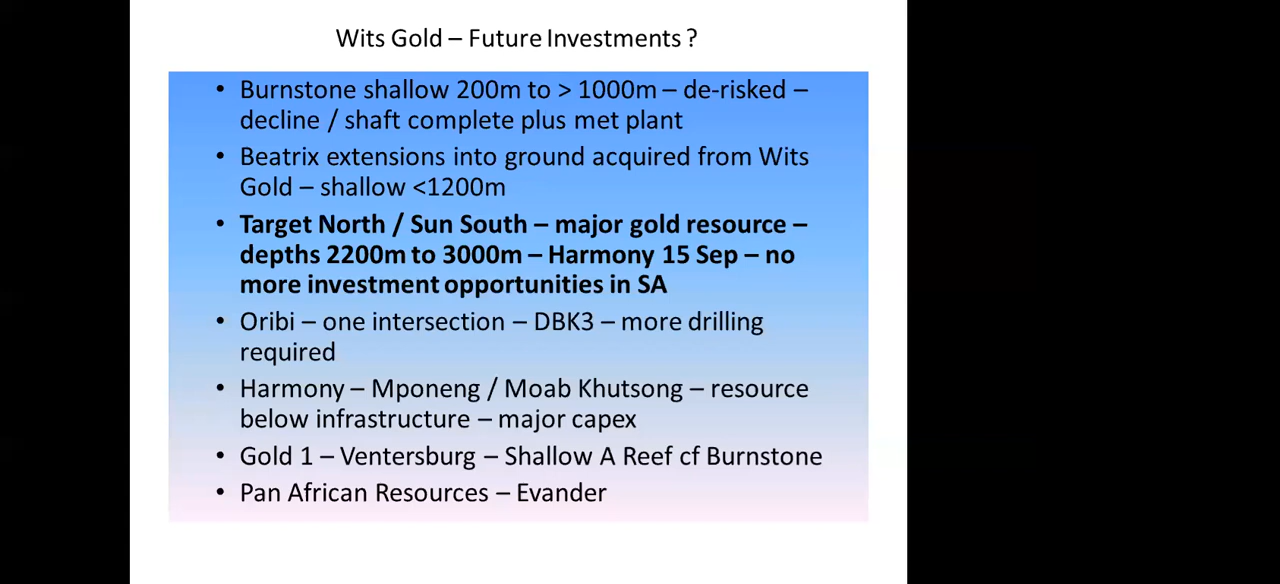 Wits Gold – Future Investments ?
• Burnstone shallow 200m to > 1000m – de-risked –
decline / shaft complete plus met plant
• Beatrix extensions into ground acquired from Wits
Gold – shallow <1200m
• Target North / Sun South – major gold resource –
depths 2200m to 3000m – Harmony 15 Sep – no
more investment opportunities in SA
• Oribi – one intersection – DBK3 – more drilling
required
• Harmony – Mponeng / Moab Khutsong – resource
below infrastructure – major capex
• Gold 1 – Ventersburg – Shallow A Reef cf Burnstone
• Pan African Resources – Evander